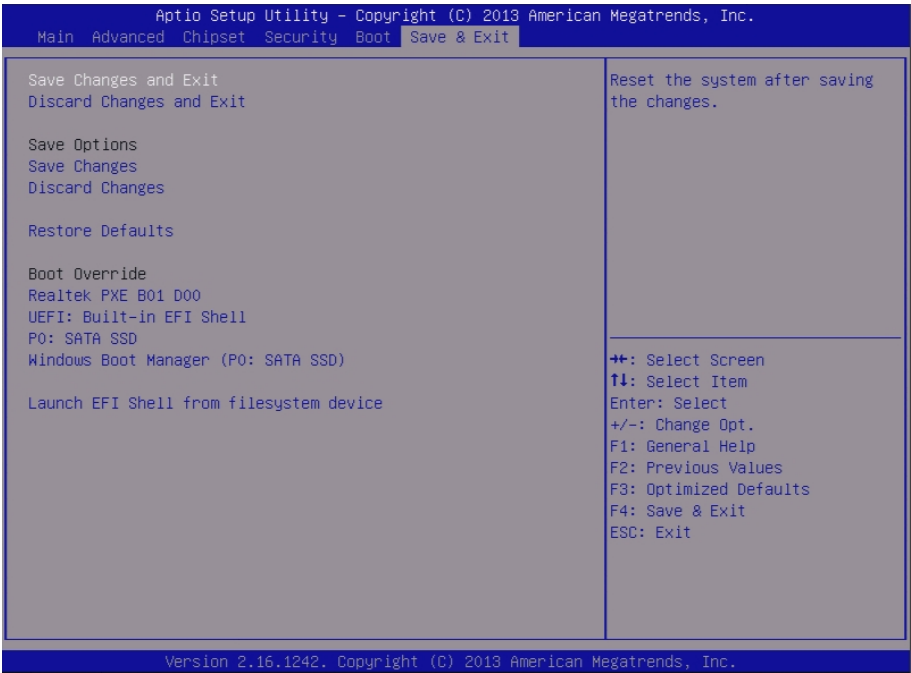 Aptio Setup Utility – Copyright (C) 2013 American Megatrends, Inc.
Main Advanced Chipset Security Boot Save & Exit
Save Changes and Exit
Discard Changes and Exit
Save Options
Save Changes
Discard Changes
Restore Defaults
Boot Override
Realtek PXE B01 D00
UEFI: Built-in EFI Shell
P0: SATA SSD
Windows Boot Manager (P0: SATA SSD)
Launch EFI Shell from filesystem device
Reset the system after saving
the changes.
→←: Select Screen
↑↓: Select Item
Enter: Select
+/-: Change Opt.
F1: General Help
F2: Previous Values
F3: Optimized Defaults
F4: Save & Exit
ESC: Exit
Version 2.16.1242. Copyright (C) 2013 American Megatrends, Inc.